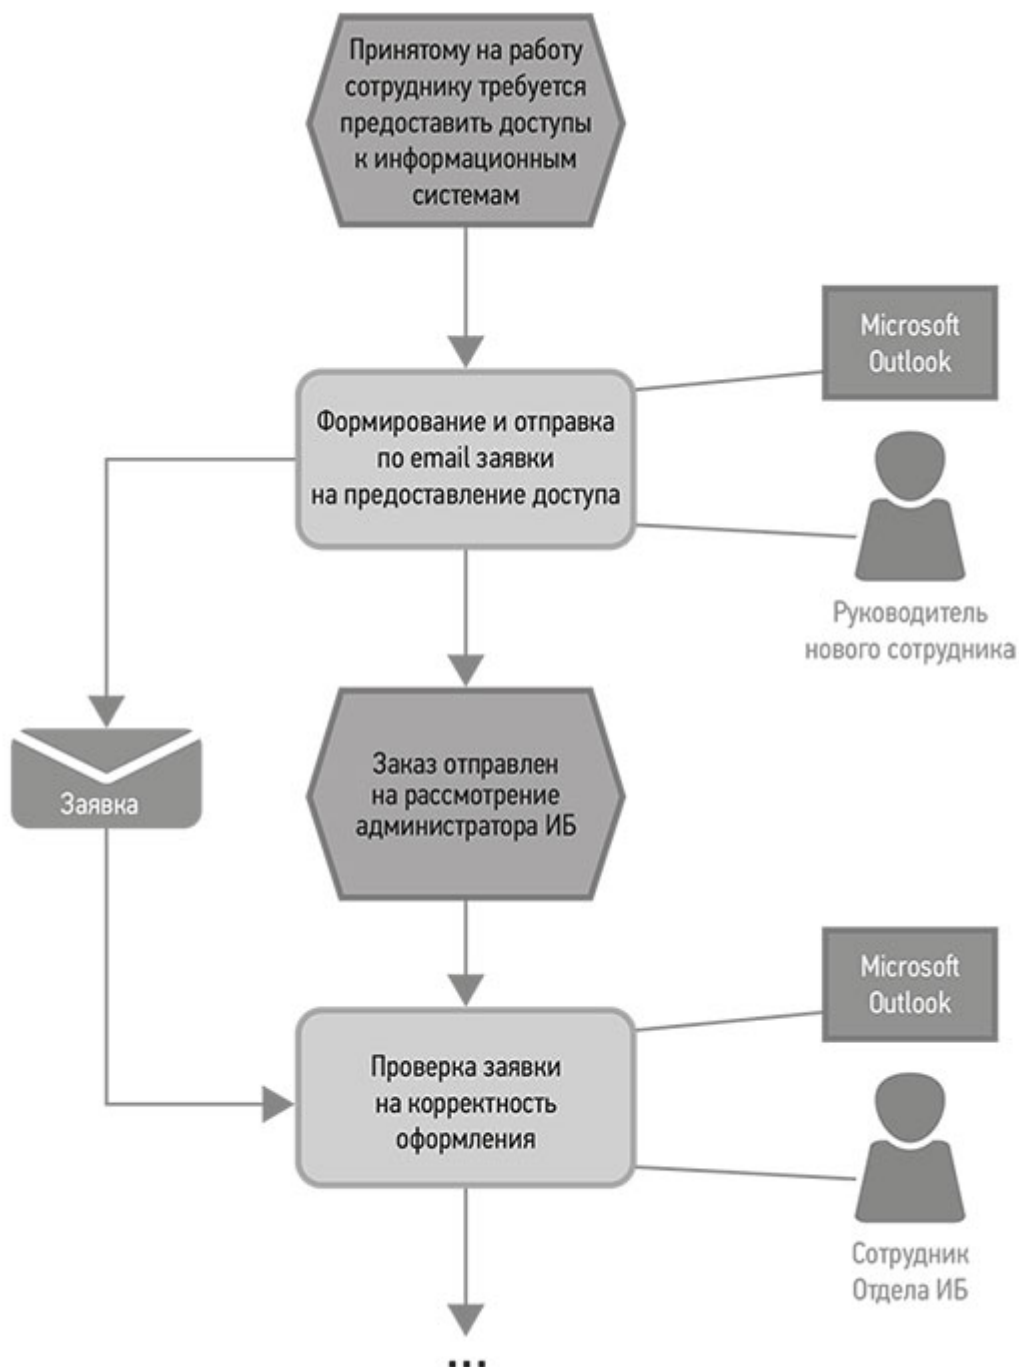 Принятому на работу
сотруднику требуется
предоставить доступы
к информационным
системам
Microsoft
Outlook
Формирование и отправка
по email заявки
на предоставление доступа
Руководитель
нового сотрудника
Заявка
Заказ отправлен
на рассмотрение
администратора ИБ
Microsoft
Outlook
Проверка заявки
на корректность
оформления
Сотрудник
Отдела ИБ
...